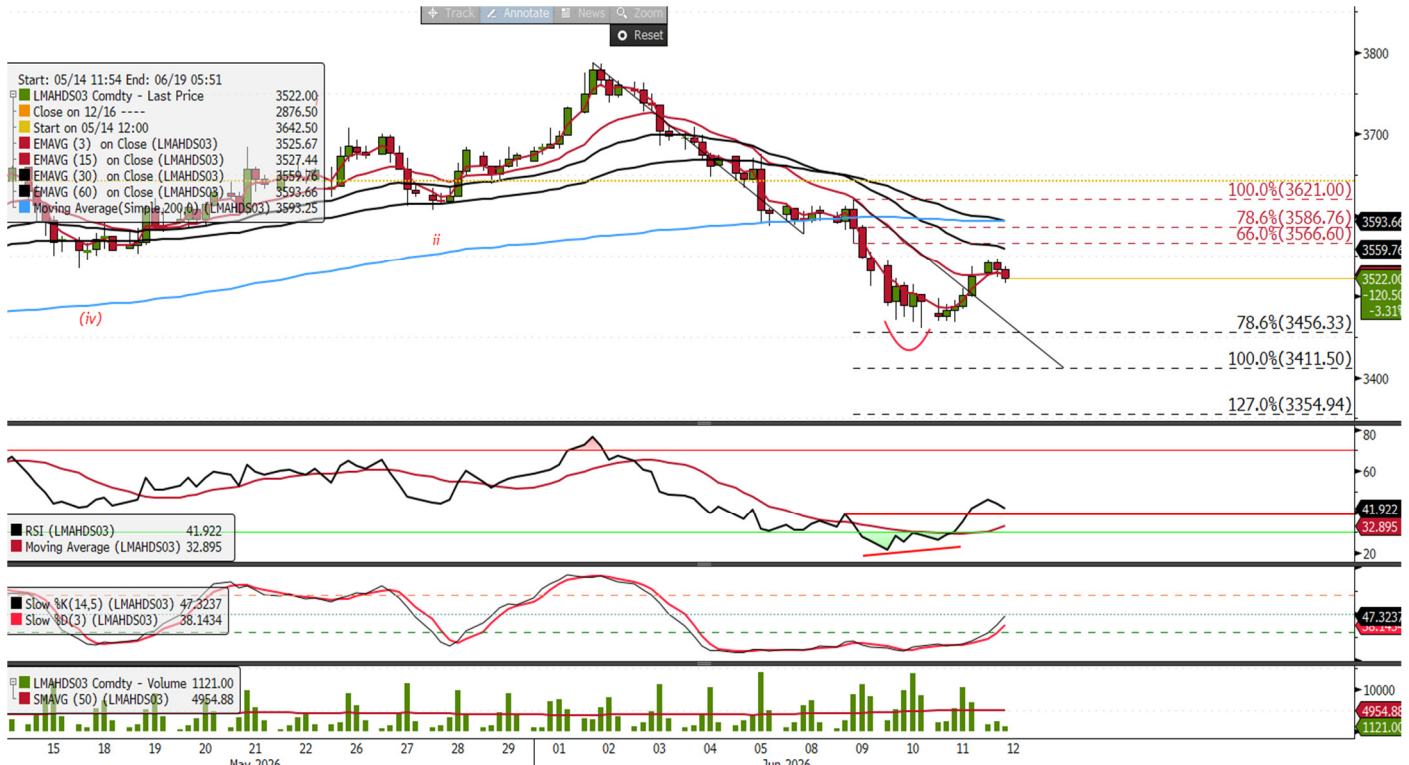 Track Annotate News Zoom
Reset
Start: 05/14 11:54 End: 06/19 05:51
LMAHDS03 Comdty - Last Price 3522.00
Close on 12/16 ---- 2876.50
Start on 05/14 12:00 3642.50
EMAVG (3) on Close (LMAHDS03) 3525.67
EMAVG (15) on Close (LMAHDS03) 3527.44
EMAVG (30) on Close (LMAHDS03) 3559.76
EMAVG (60) on Close (LMAHDS03) 3593.66
Moving Average(Simple,200,0) (LMAHDS03) 3593.25
(iv)
ii
3800
3700
100.0%(3621.00)
78.6%(3586.76)
3593.66
66.0%(3566.60)
3559.76
3522.00
-120.50
-3.31%
78.6%(3456.33)
100.0%(3411.50)
3400
127.0%(3354.94)
80
60
RSI (LMAHDS03) 41.922
Moving Average (LMAHDS03) 32.895
41.922
32.895
20
Slow %K(14,5) (LMAHDS03) 47.3237
Slow %D(3) (LMAHDS03) 38.1434
47.3237
38.1434
LMAHDS03 Comdty - Volume 1121.00
SMAVG (50) (LMAHDS03) 4954.88
10000
4954.88
1121.00
15 18 19 20 21 22 26 27 28 29 01 02 03 04 05 08 09 10 11 12
May 2026 Jun 2026